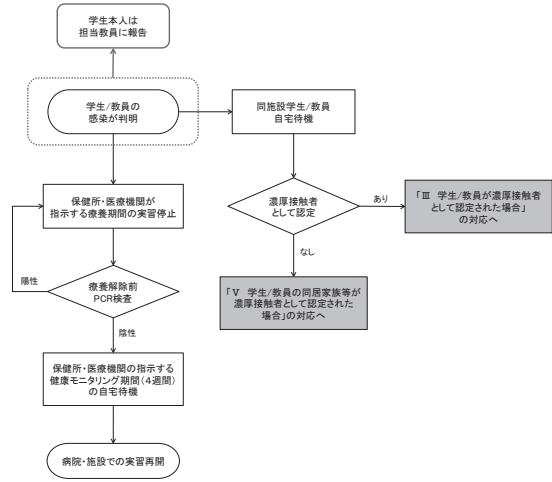 学生本人は
担当教員に報告
学生/教員の
感染が判明
同施設学生/教員
自宅待機
保健所・医療機関が
指示する療養期間の実習停止
濃厚接触者
として認定
あり
「Ⅲ 学生/教員が濃厚接触者
として認定された場合」
の対応へ
なし
陽性
療養解除前
PCR検査
「Ⅴ 学生/教員の同居家族等が
濃厚接触者として認定された
場合」の対応へ
陰性
保健所・医療機関の指示する
健康モニタリング期間(4週間)
の自宅待機
病院・施設での実習再開